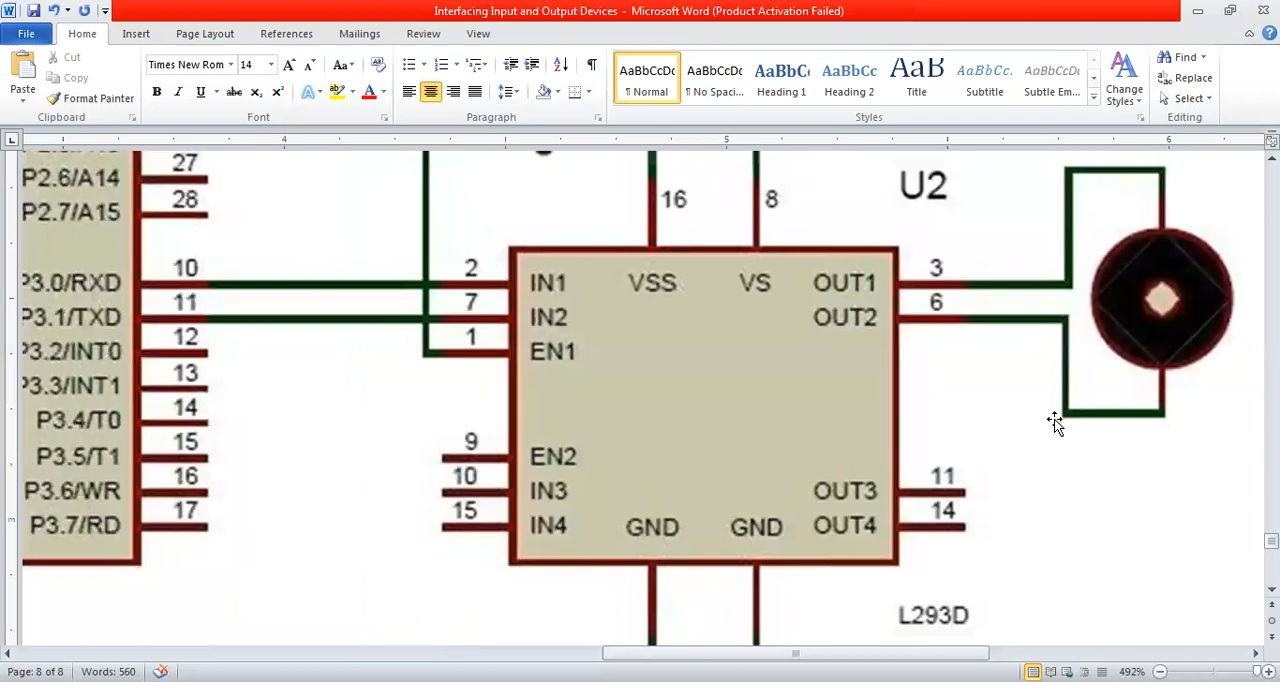 Interfacing Input and Output Devices - Microsoft Word (Product Activation Failed)
File Home Insert Page Layout References Mailings Review View
Paste
Cut
Copy
Format Painter
Clipboard
Times New Rom 14
Font
Paragraph
AaBbCcDc AaBbCcDc AaBbCc AaBbCc AaB AaBbCc. AaBbCcDc
¶ Normal ¶ No Spaci... Heading 1 Heading 2 Title Subtitle Subtle Em...
Styles
Change
Styles
Find
Replace
Select
Editing
4 5 6
P2.6/A14 27
P2.7/A15 28
P3.0/RXD 10
P3.1/TXD 11
P3.2/INT0 12
P3.3/INT1 13
P3.4/T0 14
P3.5/T1 15
P3.6/WR 16
P3.7/RD 17
16 8
U2
2 IN1 VSS VS OUT1 3
7 IN2 OUT2 6
1 EN1
9 EN2
10 IN3 OUT3 11
15 IN4 GND GND OUT4 14
L293D
Page: 8 of 8 Words: 560 492%